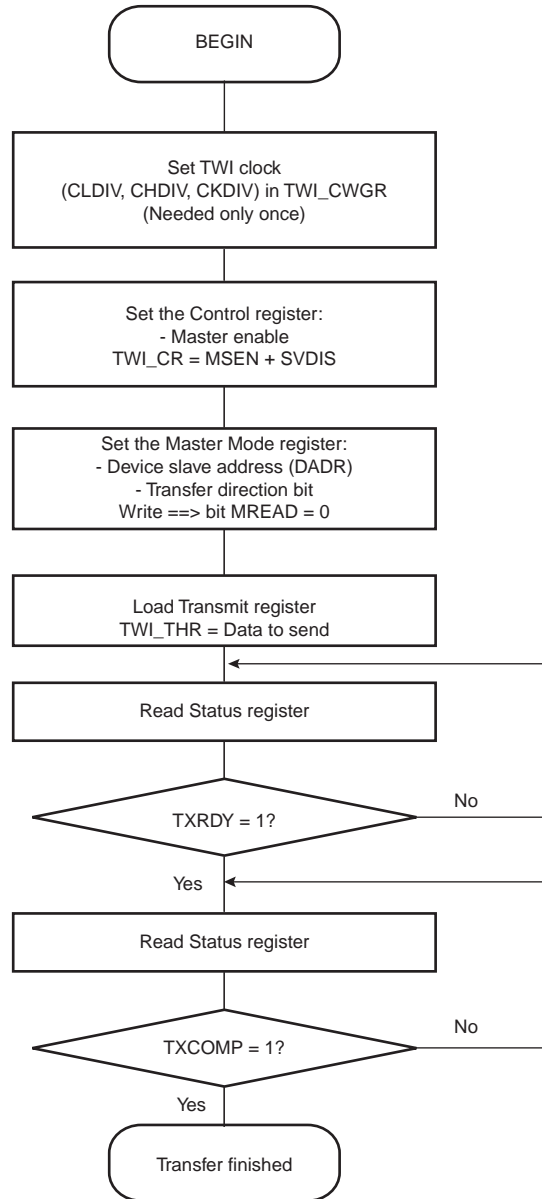 BEGIN
Set TWI clock
(CLDIV, CHDIV, CKDIV) in TWI_CWGR
(Needed only once)
Set the Control register:
- Master enable
TWI_CR = MSEN + SVDIS
Set the Master Mode register:
- Device slave address (DADR)
- Transfer direction bit
Write ==> bit MREAD = 0
Load Transmit register
TWI_THR = Data to send
Read Status register
TXRDY = 1?
No
Yes
Read Status register
TXCOMP = 1?
No
Yes
Transfer finished